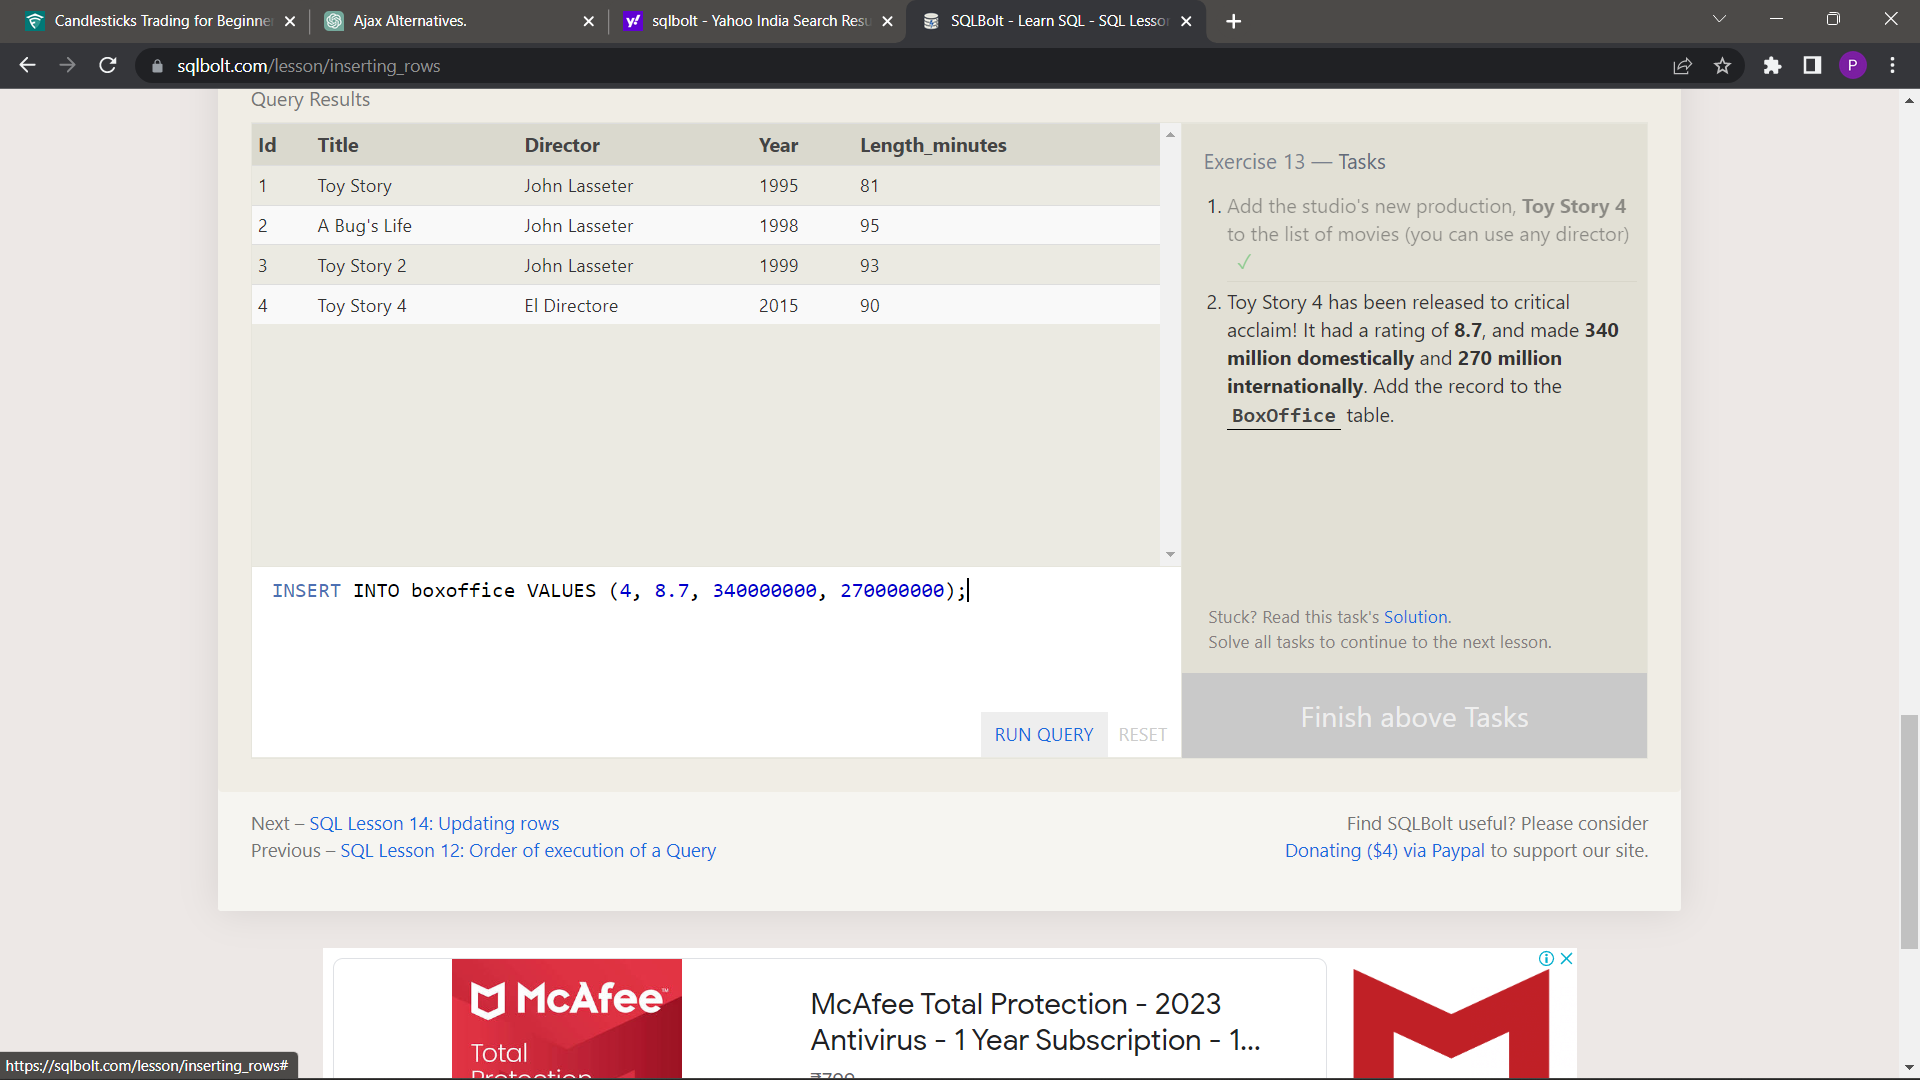 Candlesticks Trading for Beginne
Ajax Alternatives.
sqlbolt - Yahoo India Search Resu
SQLBolt - Learn SQL - SQL Lesson
sqlbolt.com/lesson/inserting_rows
P
Query Results
Id Title Director Year Length_minutes
1 Toy Story John Lasseter 1995 81
2 A Bug's Life John Lasseter 1998 95
3 Toy Story 2 John Lasseter 1999 93
4 Toy Story 4 El Directore 2015 90
INSERT INTO boxoffice VALUES (4, 8.7, 340000000, 270000000);
RUN QUERY RESET
Exercise 13 — Tasks
1. Add the studio's new production, Toy Story 4
to the list of movies (you can use any director)
✓
2. Toy Story 4 has been released to critical
acclaim! It had a rating of 8.7, and made 340
million domestically and 270 million
internationally. Add the record to the
BoxOffice table.
Stuck? Read this task's Solution.
Solve all tasks to continue to the next lesson.
Finish above Tasks
Next – SQL Lesson 14: Updating rows
Previous – SQL Lesson 12: Order of execution of a Query
Find SQLBolt useful? Please consider
Donating ($4) via Paypal to support our site.
McAfee™
Total
Protection
McAfee Total Protection - 2023
Antivirus - 1 Year Subscription - 1...
https://sqlbolt.com/lesson/inserting_rows#